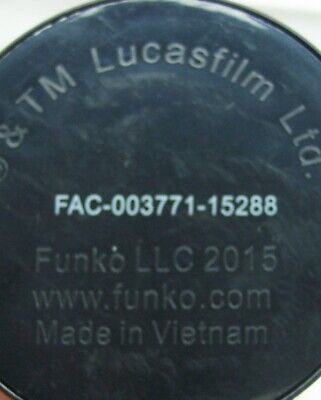 ® & TM Lucasfilm Ltd.
FAC-003771-15288
Funko LLC 2015
www.funko.com
Made in Vietnam